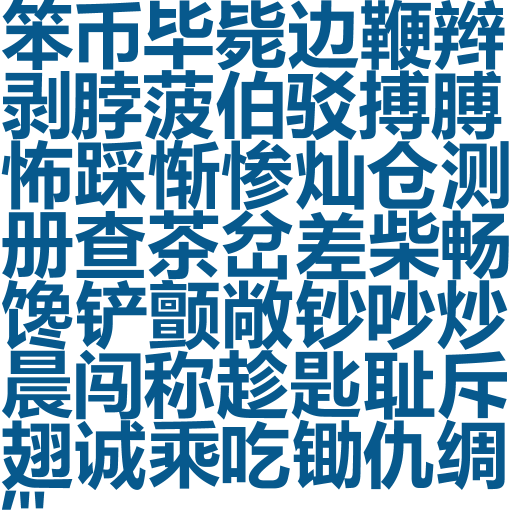 笨币毕毙边鞭辫
剥脖菠伯驳搏膊
怖踩惭惨灿仓测
册查茶岔差柴畅
馋铲颤敞钞吵炒
晨闯称趁匙耻斥
翅诚乘吃锄仇绸